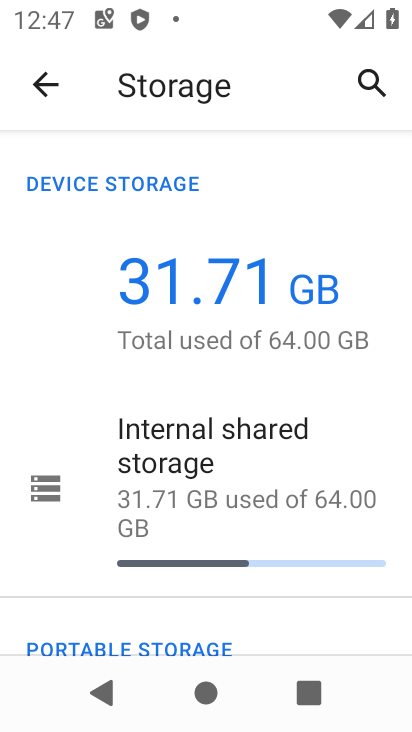 12:47
Storage
DEVICE STORAGE
31.71 GB
Total used of 64.00 GB
Internal shared
storage
31.71 GB used of 64.00
GB
PORTABLE STORAGE